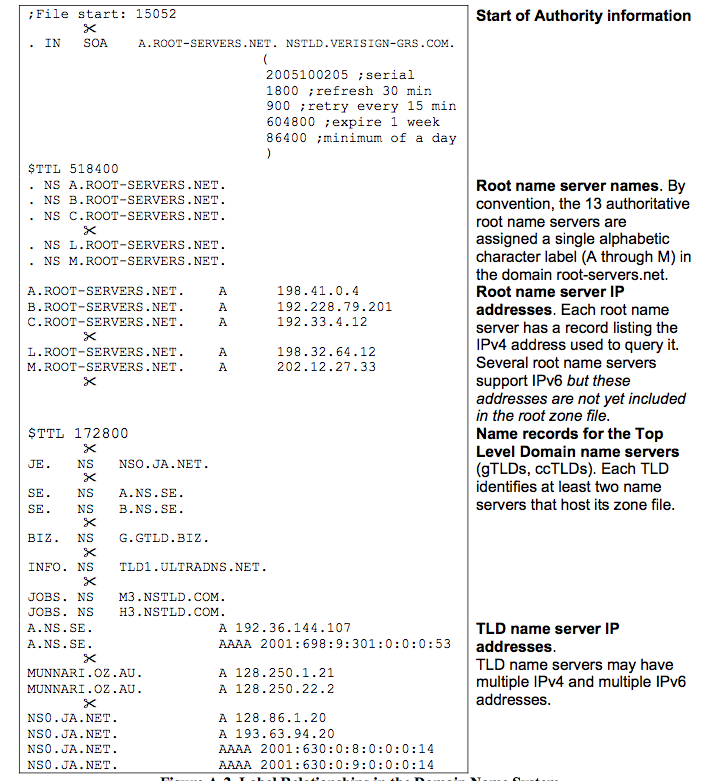 ;File start: 15052
Start of Authority information
. IN SOA A.ROOT-SERVERS.NET. NSTLD.VERISIGN-GRS.COM.
(
2005100205 ;serial
1800 ;refresh 30 min
900 ;retry every 15 min
604800 ;expire 1 week
86400 ;minimum of a day
)
$TTL 518400
. NS A.ROOT-SERVERS.NET.
. NS B.ROOT-SERVERS.NET.
. NS C.ROOT-SERVERS.NET.
. NS L.ROOT-SERVERS.NET.
. NS M.ROOT-SERVERS.NET.
Root name server names. By
convention, the 13 authoritative
root name servers are
assigned a single alphabetic
character label (A through M) in
the domain root-servers.net.
A.ROOT-SERVERS.NET. A 198.41.0.4
B.ROOT-SERVERS.NET. A 192.228.79.201
C.ROOT-SERVERS.NET. A 192.33.4.12
L.ROOT-SERVERS.NET. A 198.32.64.12
M.ROOT-SERVERS.NET. A 202.12.27.33
Root name server IP
addresses. Each root name
server has a record listing the
IPv4 address used to query it.
Several root name servers
support IPv6 but these
addresses are not yet included
in the root zone file.
$TTL 172800
JE. NS NSO.JA.NET.
SE. NS A.NS.SE.
SE. NS B.NS.SE.
BIZ. NS G.GTLD.BIZ.
INFO. NS TLD1.ULTRADNS.NET.
JOBS. NS M3.NSTLD.COM.
JOBS. NS H3.NSTLD.COM.
Name records for the Top
Level Domain name servers
(gTLDs, ccTLDs). Each TLD
identifies at least two name
servers that host its zone file.
A.NS.SE. A 192.36.144.107
A.NS.SE. AAAA 2001:698:9:301:0:0:0:53
MUNNARI.OZ.AU. A 128.250.1.21
MUNNARI.OZ.AU. A 128.250.22.2
NS0.JA.NET. A 128.86.1.20
NS0.JA.NET. A 193.63.94.20
NS0.JA.NET. AAAA 2001:630:0:8:0:0:0:14
NS0.JA.NET. AAAA 2001:630:0:9:0:0:0:14
TLD name server IP
addresses.
TLD name servers may have
multiple IPv4 and multiple IPv6
addresses.
Figure A-2. Label Relationships in the Domain Name System